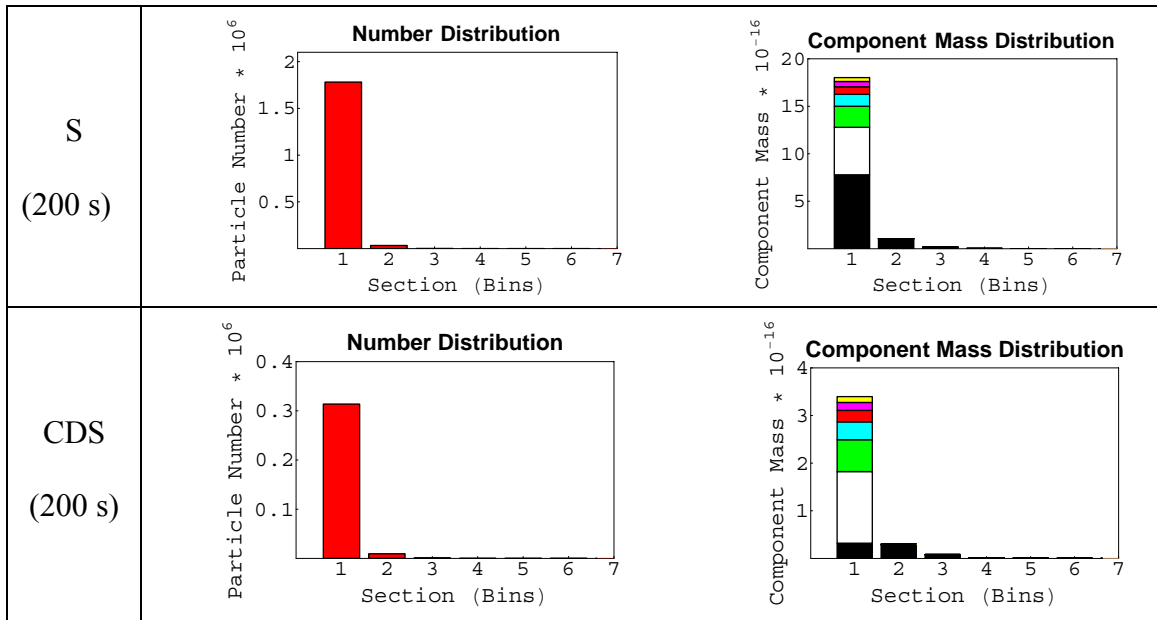 S
(200 s)
Number Distribution
Particle Number * 10⁶
2
1.5
1
0.5
1 2 3 4 5 6 7
Section (Bins)
Component Mass Distribution
Component Mass * 10⁻¹⁶
20
15
10
5
1 2 3 4 5 6 7
Section (Bins)
CDS
(200 s)
Number Distribution
Particle Number * 10⁶
0.4
0.3
0.2
0.1
1 2 3 4 5 6 7
Section (Bins)
Component Mass Distribution
Component Mass * 10⁻¹⁶
4
3
2
1
1 2 3 4 5 6 7
Section (Bins)